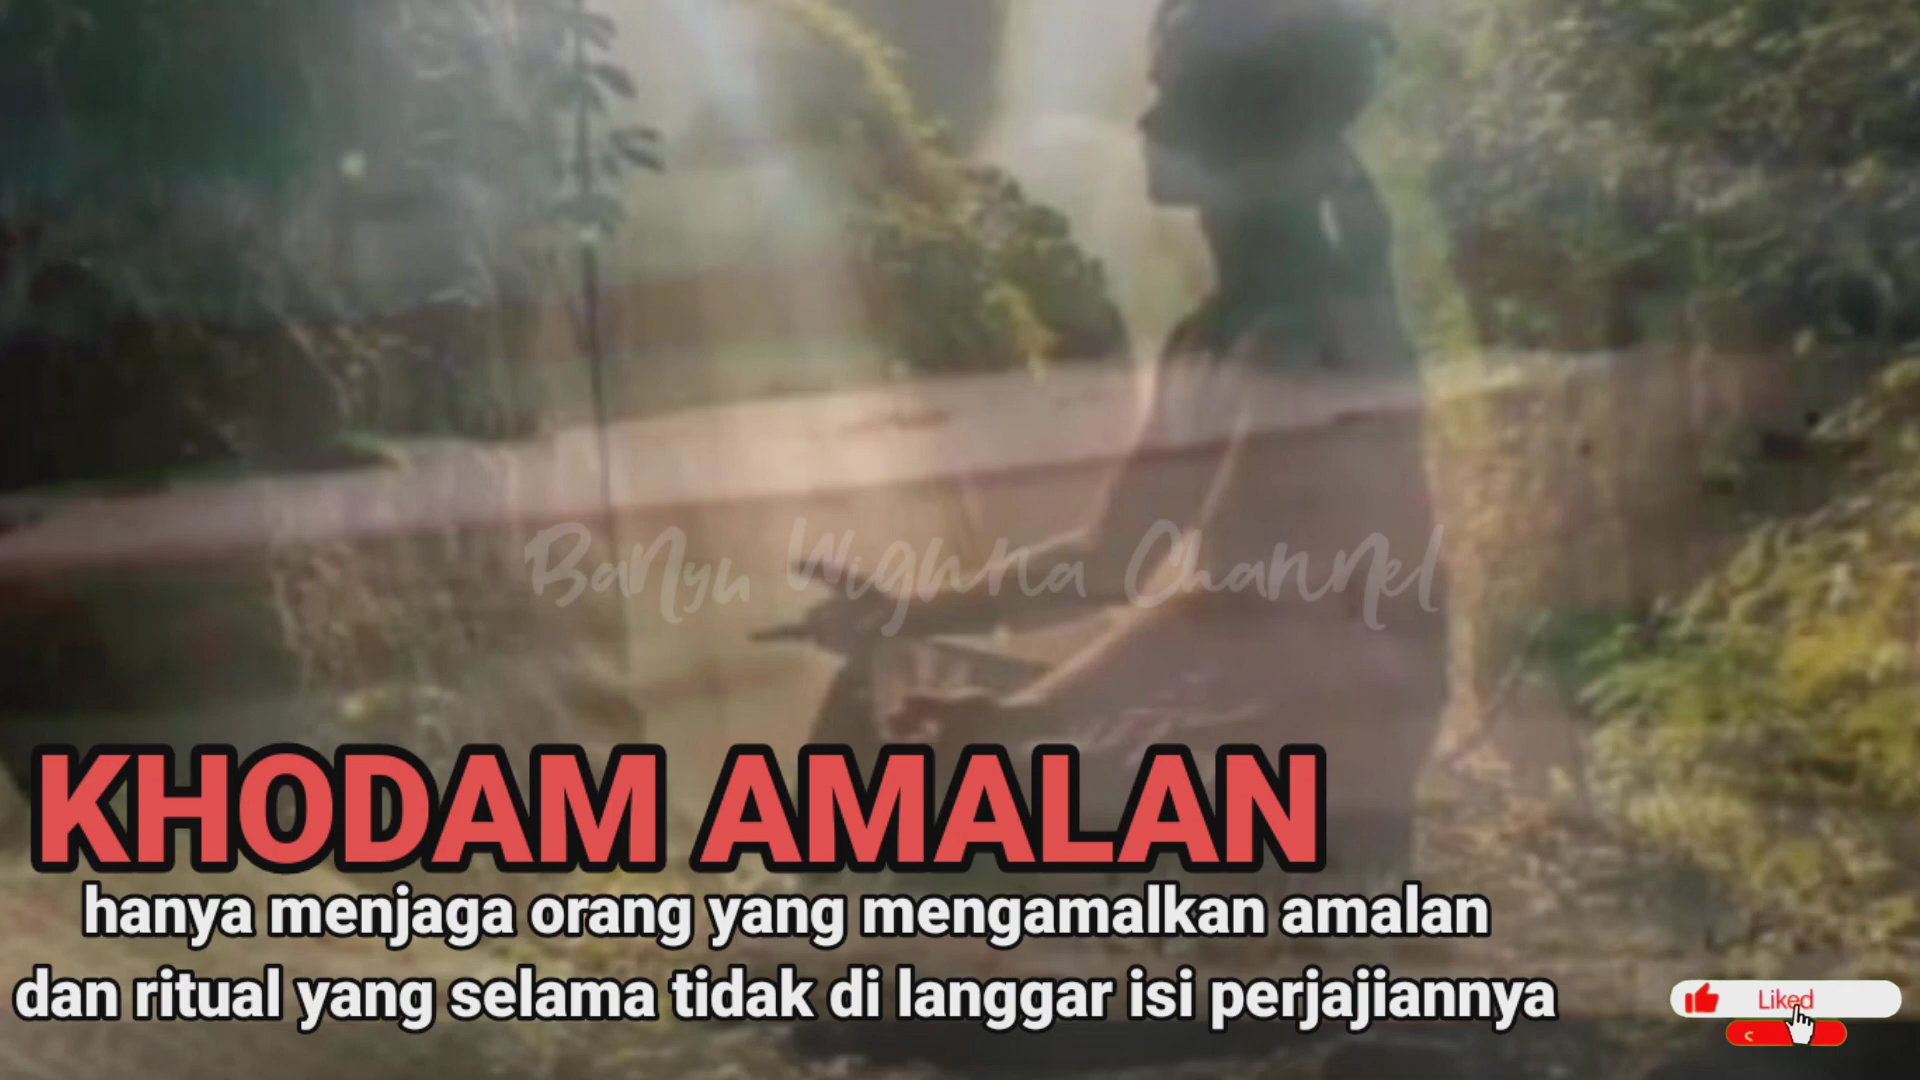 BaNyu Wighna ChaNNel
KHODAM AMALAN
hanya menjaga orang yang mengamalkan amalan
dan ritual yang selama tidak di langgar isi perjajiannya
Liked